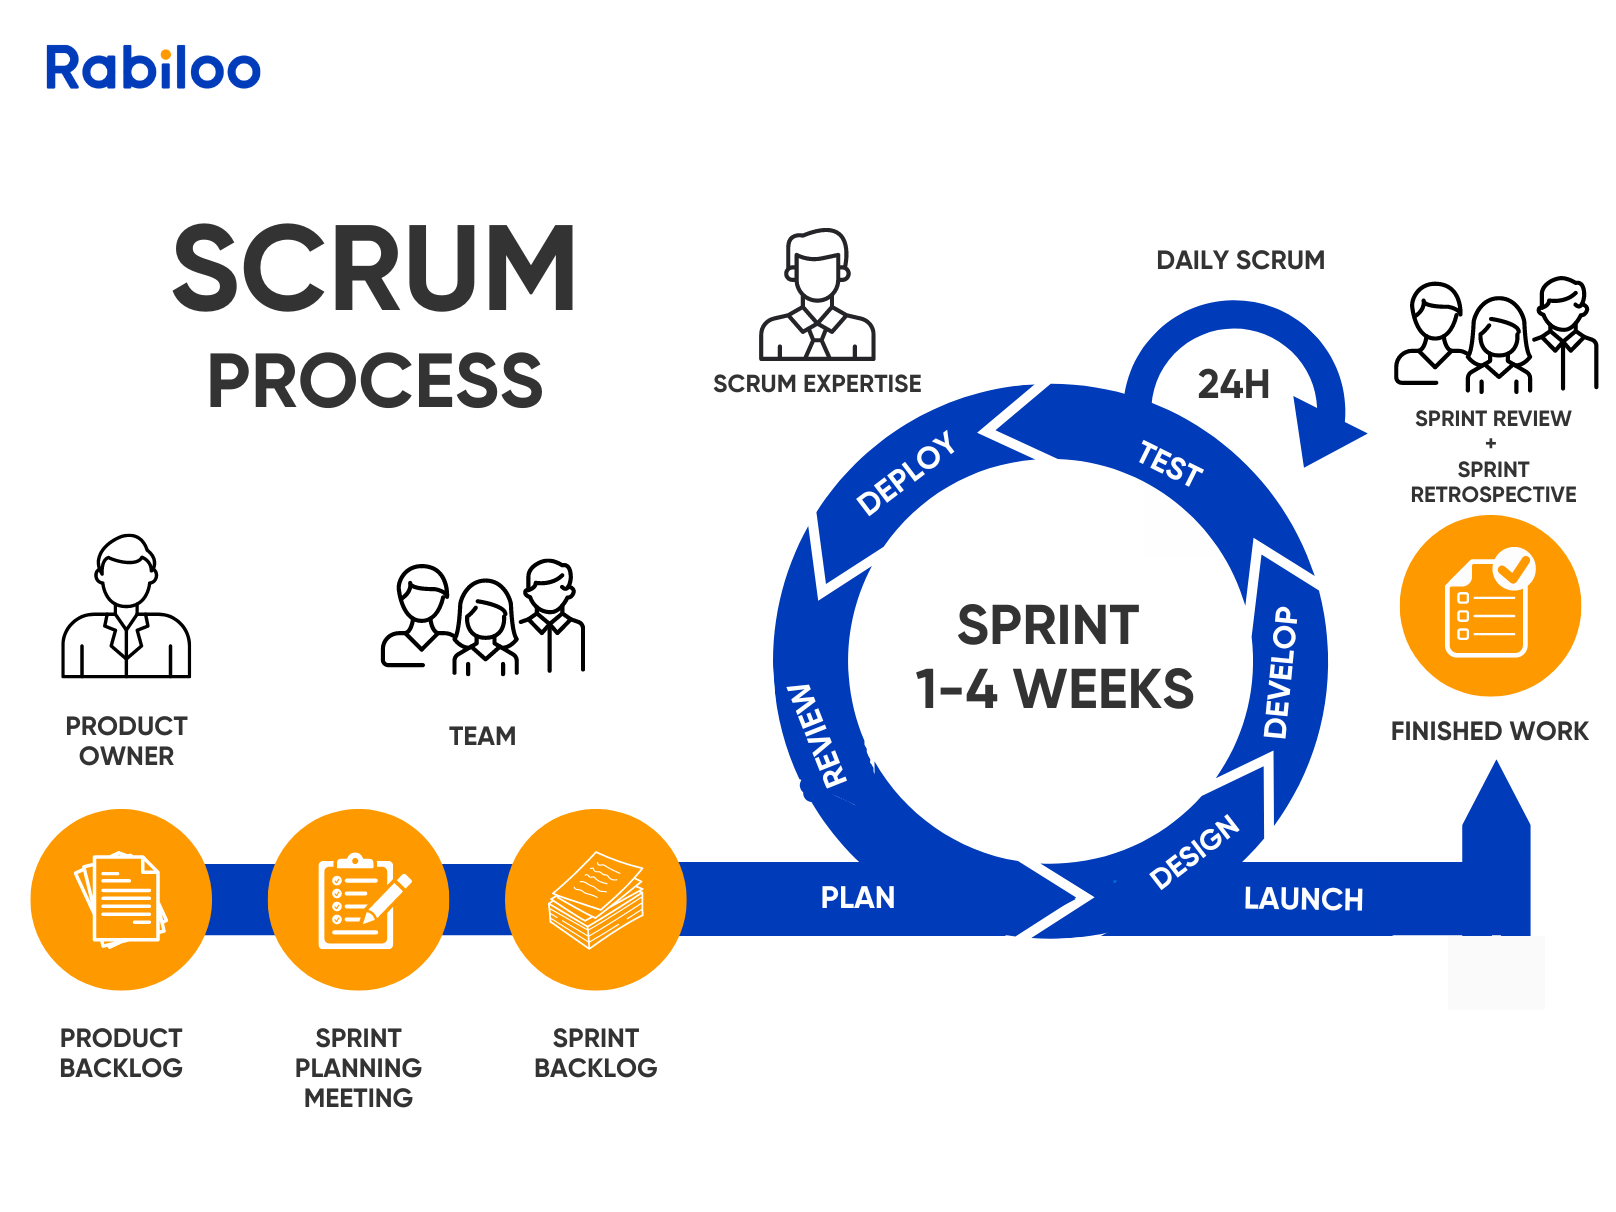 Rabiloo
SCRUM
PROCESS
SCRUM EXPERTISE
DAILY SCRUM
24H
SPRINT REVIEW
+
SPRINT
RETROSPECTIVE
PRODUCT
OWNER
TEAM
DEPLOY
TEST
DEVELOP
REVIEW
DESIGN
SPRINT
1-4 WEEKS
FINISHED WORK
PLAN
LAUNCH
PRODUCT
BACKLOG
SPRINT
PLANNING
MEETING
SPRINT
BACKLOG